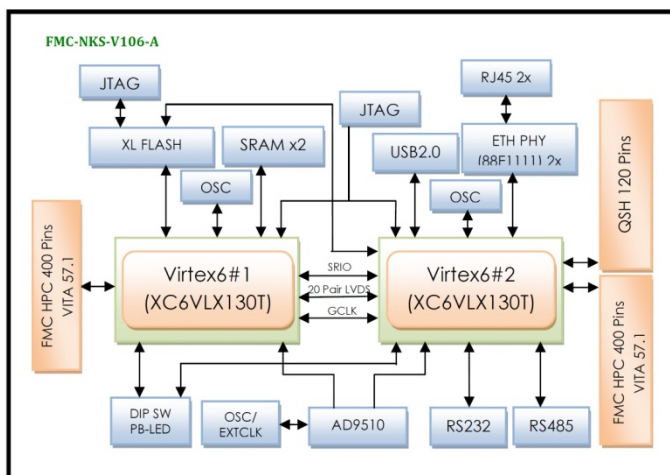 FMC-NKS-V106-A
JTAG
RJ45 2x
JTAG
XL FLASH
SRAM x2
USB2.0
ETH PHY
(88F1111) 2x
OSC
OSC
QSH 120 Pins
FMC HPC 400 Pins
VITA 57.1
Virtex6#1
(XC6VLX130T)
SRIO
20 Pair LVDS
GCLK
Virtex6#2
(XC6VLX130T)
FMC HPC 400 Pins
VITA 57.1
DIP SW
PB-LED
OSC/
EXTCLK
AD9510
RS232
RS485